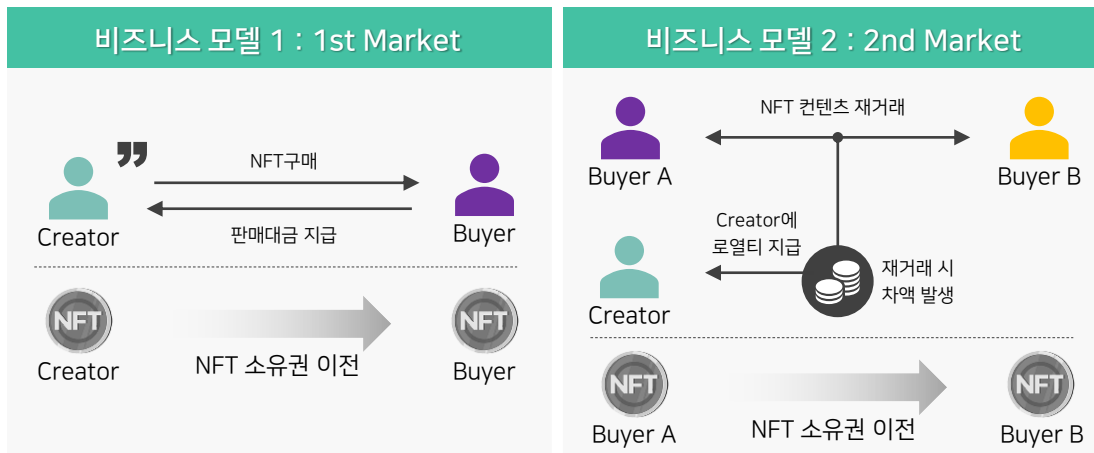 비즈니스 모델 1 : 1st Market
NFT구매
Creator
Buyer
판매대금 지급
NFT
NFT
Creator
NFT 소유권 이전
Buyer
비즈니스 모델 2 : 2nd Market
NFT 컨텐츠 재거래
Buyer A
Buyer B
Creator에
로열티 지급
재거래 시
차액 발생
Creator
NFT
NFT
Buyer A
NFT 소유권 이전
Buyer B